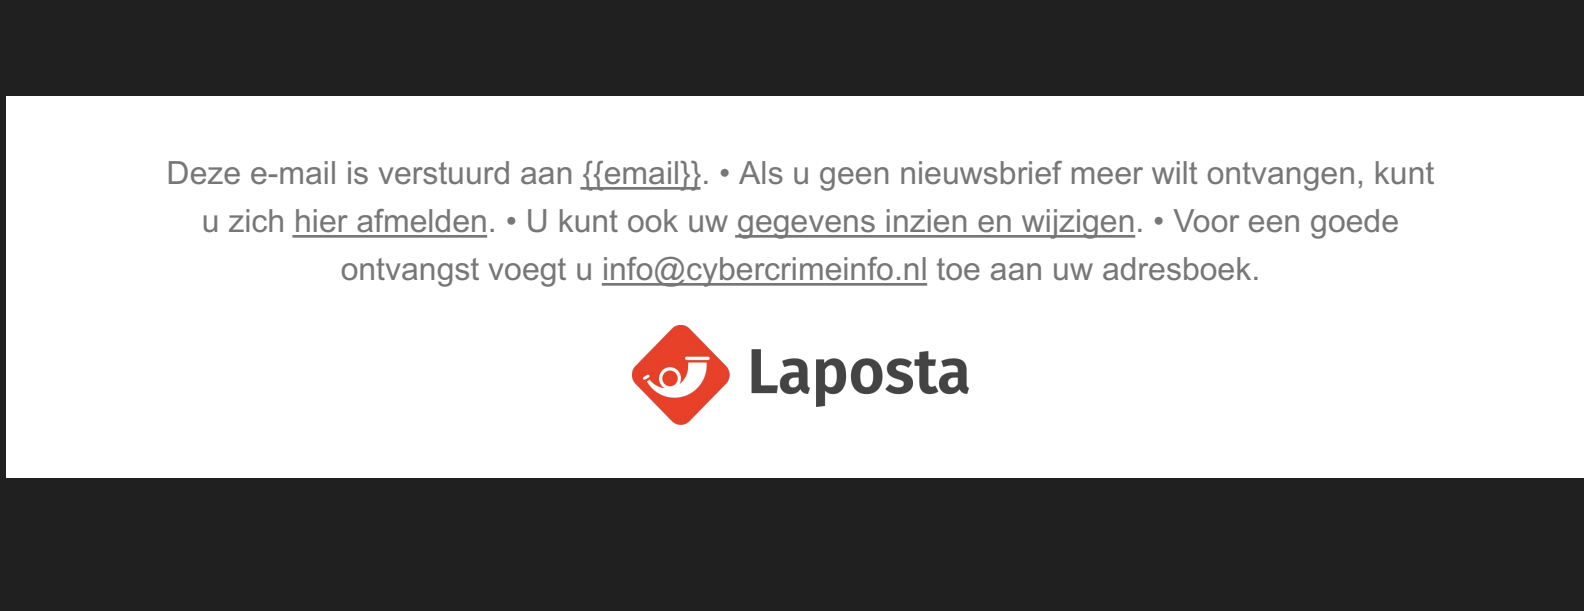 Deze e-mail is verstuurd aan {{email}}. • Als u geen nieuwsbrief meer wilt ontvangen, kunt
u zich hier afmelden. • U kunt ook uw gegevens inzien en wijzigen. • Voor een goede
ontvangst voegt u info@cybercrimeinfo.nl toe aan uw adresboek.
Laposta